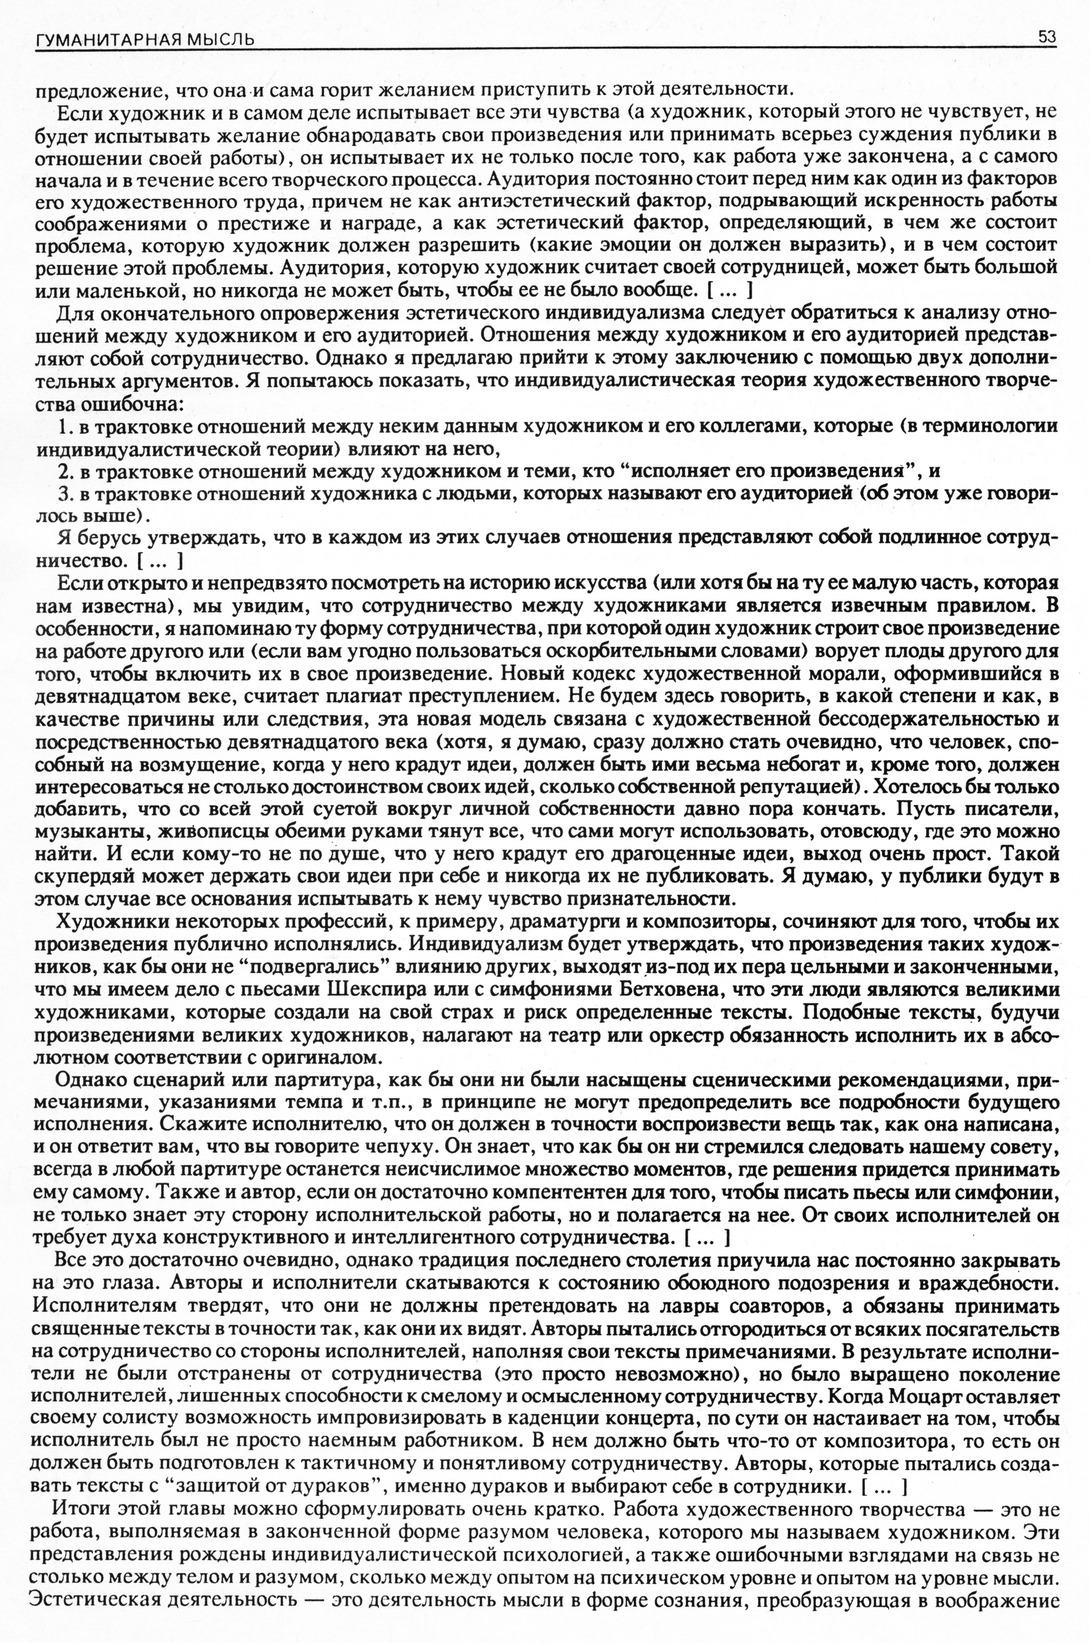 ГУМАНИТАРНАЯ МЫСЛЬ 53
предложение, что она и сама горит желанием приступить к этой деятельности.
Если художник и в самом деле испытывает все эти чувства (а художник, который этого не чувствует, не
будет испытывать желание обнародавать свои произведения или принимать всерьез суждения публики в
отношении своей работы), он испытывает их не только после того, как работа уже закончена, а с самого
начала и в течение всего творческого процесса. Аудитория постоянно стоит перед ним как один из факторов
его художественного труда, причем не как антиэстетический фактор, подрывающий искренность работы
соображениями о престиже и награде, а как эстетический фактор, определяющий, в чем же состоит
проблема, которую художник должен разрешить (какие эмоции он должен выразить), и в чем состоит
решение этой проблемы. Аудитория, которую художник считает своей сотрудницей, может быть большой
или маленькой, но никогда не может быть, чтобы ее не было вообще. [ ... ]
Для окончательного опровержения эстетического индивидуализма следует обратиться к анализу отно-
шений между художником и его аудиторией. Отношения между художником и его аудиторией представ-
ляют собой сотрудничество. Однако я предлагаю прийти к этому заключению с помощью двух дополни-
тельных аргументов. Я попытаюсь показать, что индивидуалистическая теория художественного творче-
ства ошибочна:
1. в трактовке отношений между неким данным художником и его коллегами, которые (в терминологии
индивидуалистической теории) влияют на него,
2. в трактовке отношений между художником и теми, кто “исполняет его произведения”, и
3. в трактовке отношений художника с людьми, которых называют его аудиторией (об этом уже говори-
лось выше).
Я берусь утверждать, что в каждом из этих случаев отношения представляют собой подлинное сотруд-
ничество. [ ... ]
Если открыто и непредвзято посмотреть на историю искусства (или хотя бы на ту ее малую часть, которая
нам известна), мы увидим, что сотрудничество между художниками является извечным правилом. В
особенности, я напоминаю ту форму сотрудничества, при которой один художник строит свое произведение
на работе другого или (если вам угодно пользоваться оскорбительными словами) ворует плоды другого для
того, чтобы включить их в свое произведение. Новый кодекс художественной морали, оформившийся в
девятнадцатом веке, считает плагиат преступлением. Не будем здесь говорить, в какой степени и как, в
качестве причины или следствия, эта новая модель связана с художественной бессодержательностью и
посредственностью девятнадцатого века (хотя, я думаю, сразу должно стать очевидно, что человек, спо-
собный на возмущение, когда у него крадут идеи, должен быть ими весьма небогат и, кроме того, должен
интересоваться не столько достоинством своих идей, сколько собственной репутацией). Хотелось бы только
добавить, что со всей этой суетой вокруг личной собственности давно пора кончать. Пусть писатели,
музыканты, живописцы обеими руками тянут все, что сами могут использовать, отовсюду, где это можно
найти. И если кому-то не по душе, что у него крадут его драгоценные идеи, выход очень прост. Такой
скупердяй может держать свои идеи при себе и никогда их не публиковать. Я думаю, у публики будут в
этом случае все основания испытывать к нему чувство признательности.
Художники некоторых профессий, к примеру, драматурги и композиторы, сочиняют для того, чтобы их
произведения публично исполнялись. Индивидуализм будет утверждать, что произведения таких худож-
ников, как бы они не “подвергались” влиянию других, выходят из-под их пера цельными и законченными,
что мы имеем дело с пьесами Шекспира или с симфониями Бетховена, что эти люди являются великими
художниками, которые создали на свой страх и риск определенные тексты. Подобные тексты, будучи
произведениями великих художников, налагают на театр или оркестр обязанность исполнить их в абсо-
лютном соответствии с оригиналом.
Однако сценарий или партитура, как бы они ни были насыщены сценическими рекомендациями, при-
мечаниями, указаниями темпа и т.п., в принципе не могут предопределить все подробности будущего
исполнения. Скажите исполнителю, что он должен в точности воспроизвести вещь так, как она написана,
и он ответит вам, что вы говорите чепуху. Он знает, что как бы он ни стремился следовать нашему совету,
всегда в любой партитуре останется неисчислимое множество моментов, где решения придется принимать
ему самому. Также и автор, если он достаточно компентентен для того, чтобы писать пьесы или симфонии,
не только знает эту сторону исполнительской работы, но и полагается на нее. От своих исполнителей он
требует духа конструктивного и интеллигентного сотрудничества. [ ... ]
Все это достаточно очевидно, однако традиция последнего столетия приучила нас постоянно закрывать
на это глаза. Авторы и исполнители скатываются к состоянию обоюдного подозрения и враждебности.
Исполнителям твердят, что они не должны претендовать на лавры соавторов, а обязаны принимать
священные тексты в точности так, как они их видят. Авторы пытались отгородиться от всяких посягательств
на сотрудничество со стороны исполнителей, наполняя свои тексты примечаниями. В результате исполни-
тели не были отстранены от сотрудничества (это просто невозможно), но было выращено поколение
исполнителей, лишенных способности к смелому и осмысленному сотрудничеству. Когда Моцарт оставляет
своему солисту возможность импровизировать в каденции концерта, по сути он настаивает на том, чтобы
исполнитель был не просто наемным работником. В нем должно быть что-то от композитора, то есть он
должен быть подготовлен к тактичному и понятливому сотрудничеству. Авторы, которые пытались созда-
вать тексты с “защитой от дураков”, именно дураков и выбирают себе в сотрудники. [ ... ]
Итоги этой главы можно сформулировать очень кратко. Работа художественного творчества — это не
работа, выполняемая в законченной форме разумом человека, которого мы называем художником. Эти
представления рождены индивидуалистической психологией, а также ошибочными взглядами на связь не
столько между телом и разумом, сколько между опытом на психическом уровне и опытом на уровне мысли.
Эстетическая деятельность — это деятельность мысли в форме сознания, преобразующая в воображение